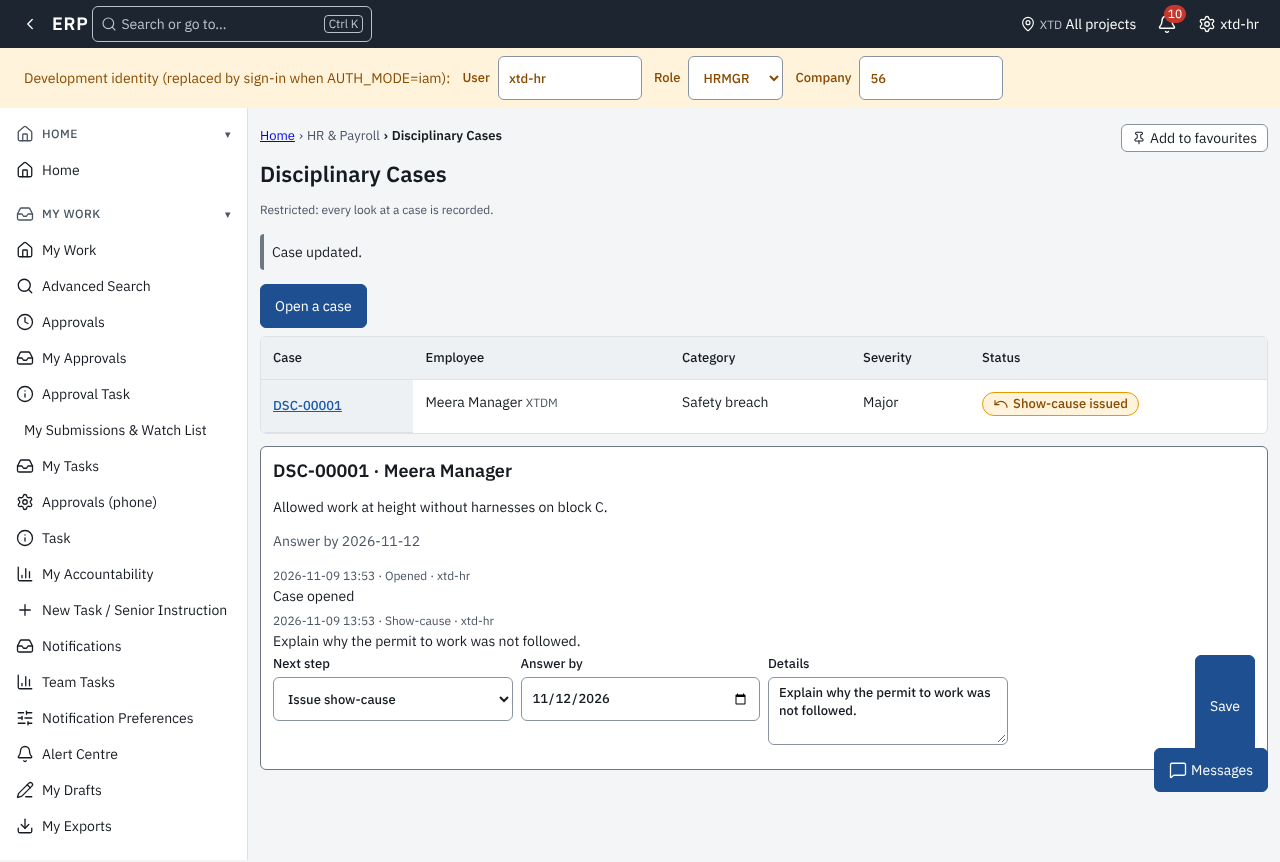 ERP
Search or go to...
Ctrl K
XTD All projects
10
xtd-hr
Development identity (replaced by sign-in when AUTH_MODE=iam):
User
xtd-hr
Role
HRMGR
Company
56
HOME
Home
MY WORK
My Work
Advanced Search
Approvals
My Approvals
Approval Task
My Submissions & Watch List
My Tasks
Approvals (phone)
Task
My Accountability
New Task / Senior Instruction
Notifications
Team Tasks
Notification Preferences
Alert Centre
My Drafts
My Exports
Home › HR & Payroll › Disciplinary Cases
Add to favourites
Disciplinary Cases
Restricted: every look at a case is recorded.
Case updated.
Open a case
Case Employee Category Severity Status
DSC-00001 Meera Manager XTDM Safety breach Major Show-cause issued
DSC-00001 · Meera Manager
Allowed work at height without harnesses on block C.
Answer by 2026-11-12
2026-11-09 13:53 · Opened · xtd-hr
Case opened
2026-11-09 13:53 · Show-cause · xtd-hr
Explain why the permit to work was not followed.
Next step Answer by Details
Issue show-cause
11/12/2026
Explain why the permit to work was
not followed.
Save
Messages